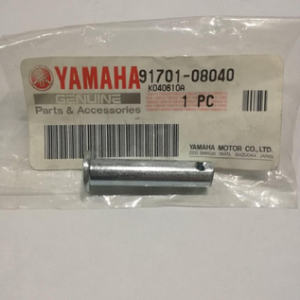 YAMAHA 91701-08040
K040610A
GENUINE
Parts & Accessories
1 PC
YAMAHA MOTOR CO., LTD.